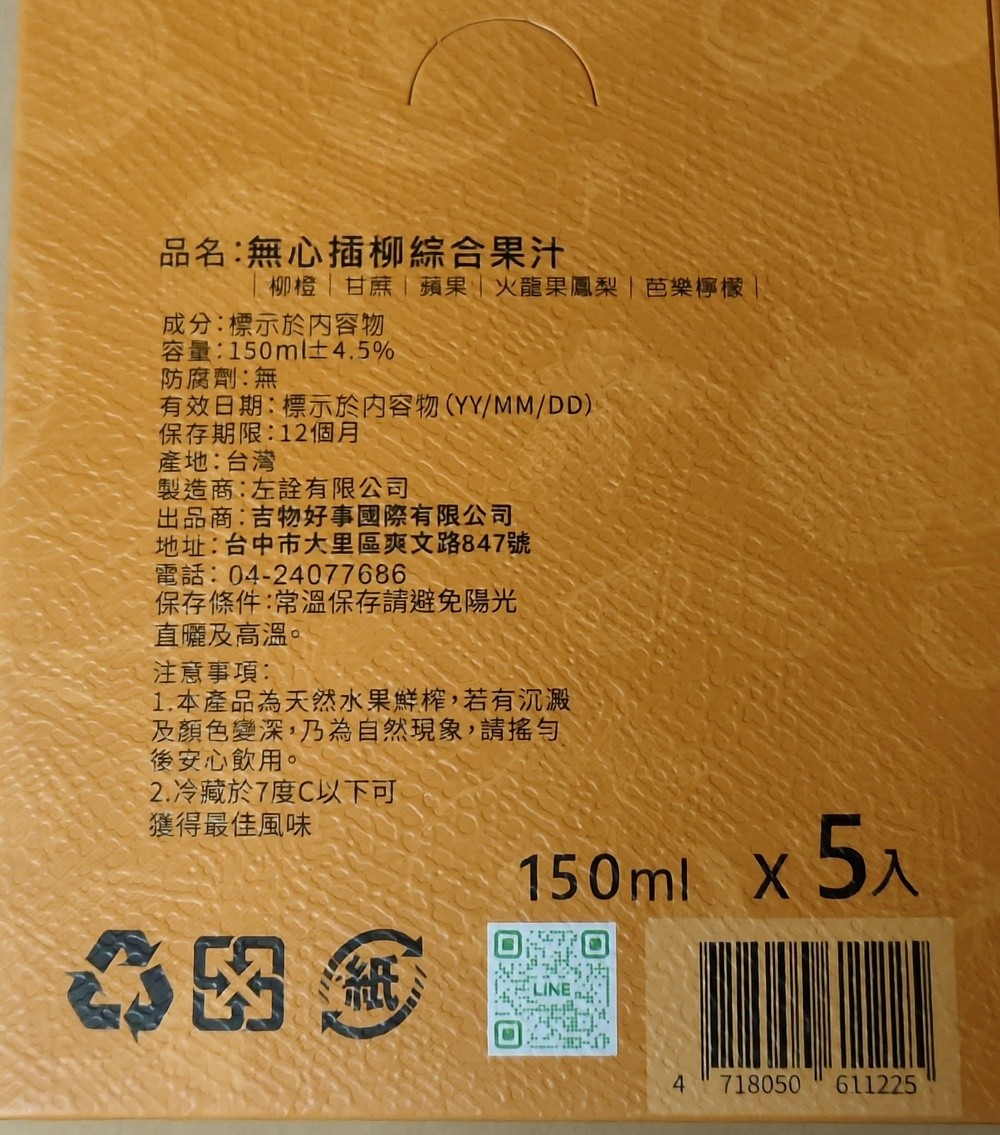 品名：無心插柳綜合果汁
｜柳橙｜甘蔗｜蘋果｜火龍果鳳梨｜芭樂檸檬｜
成分：標示於內容物
容量：150ml±4.5%
防腐劑：無
有效日期：標示於內容物(YY/MM/DD)
保存期限：12個月
產地：台灣
製造商：左詮有限公司
出品商：吉物好事國際有限公司
地址：台中市大里區爽文路847號
電話：04-24077686
保存條件：常溫保存請避免陽光
直曬及高溫。
注意事項：
1.本產品為天然水果鮮榨，若有沉澱
及顏色變深，乃為自然現象，請搖勻
後安心飲用。
2.冷藏於7度C以下可
獲得最佳風味
150ml x 5入
紙
LINE
4 718050 611225